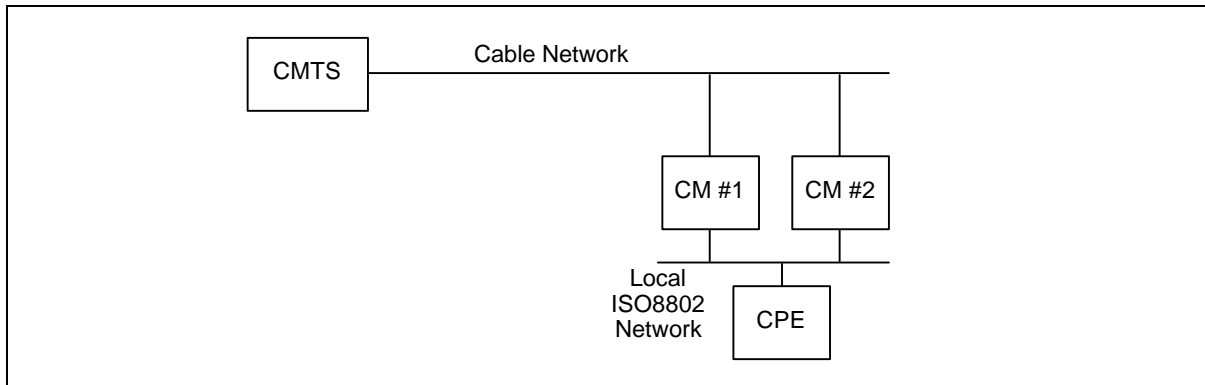 CMTS
Cable Network
CM #1
CM #2
Local
ISO8802
Network
CPE